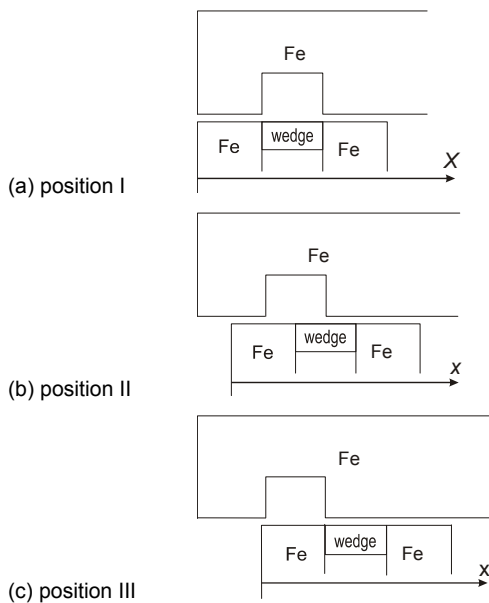 Fe
Fe wedge Fe
X
(a) position I
Fe
Fe wedge Fe
x
(b) position II
Fe
Fe wedge Fe
x
(c) position III